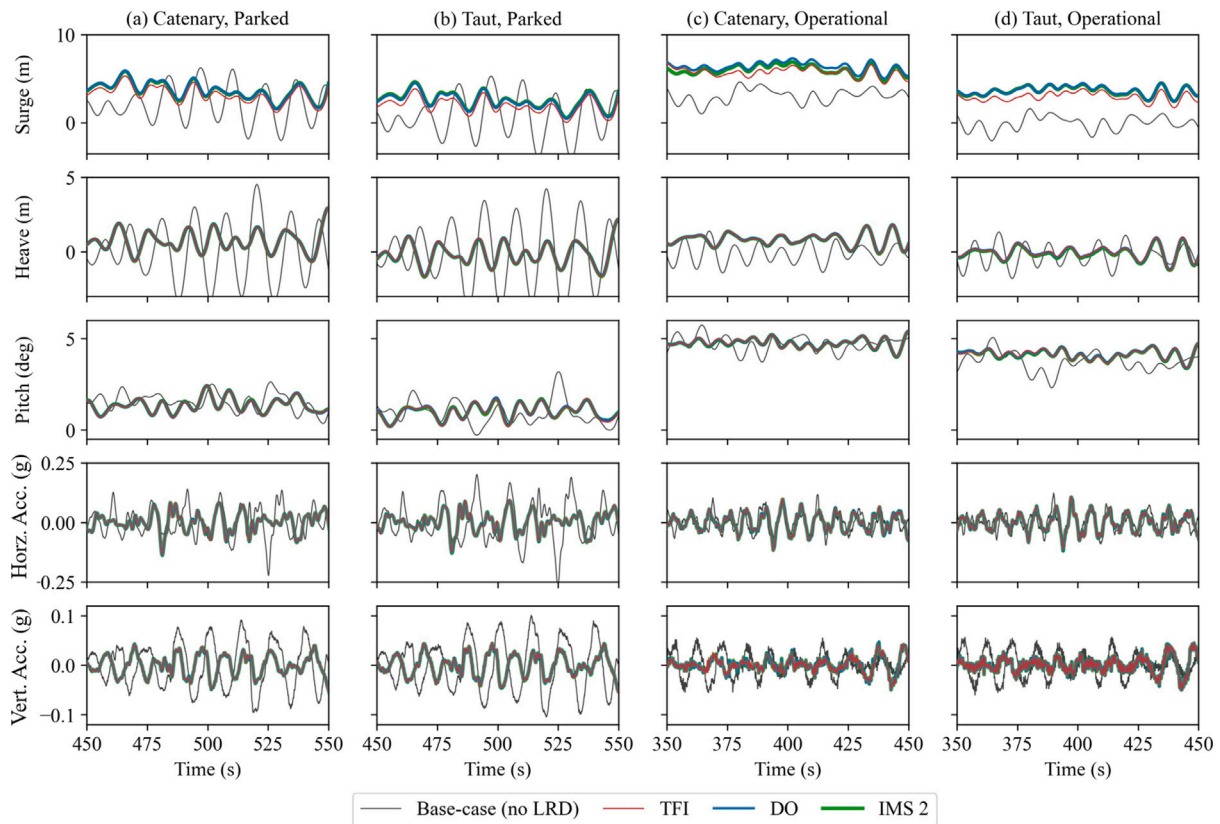 (a) Catenary, Parked
(b) Taut, Parked
(c) Catenary, Operational
(d) Taut, Operational
Surge (m)
10
0
Heave (m)
5
0
Pitch (deg)
5
0
Horz. Acc. (g)
0.25
0.00
-0.25
Vert. Acc. (g)
0.1
0.0
−0.1
450 475 500 525 550
450 475 500 525 550
350 375 400 425 450
350 375 400 425 450
Time (s)
Time (s)
Time (s)
Time (s)
Base-case (no LRD) TFI DO IMS 2